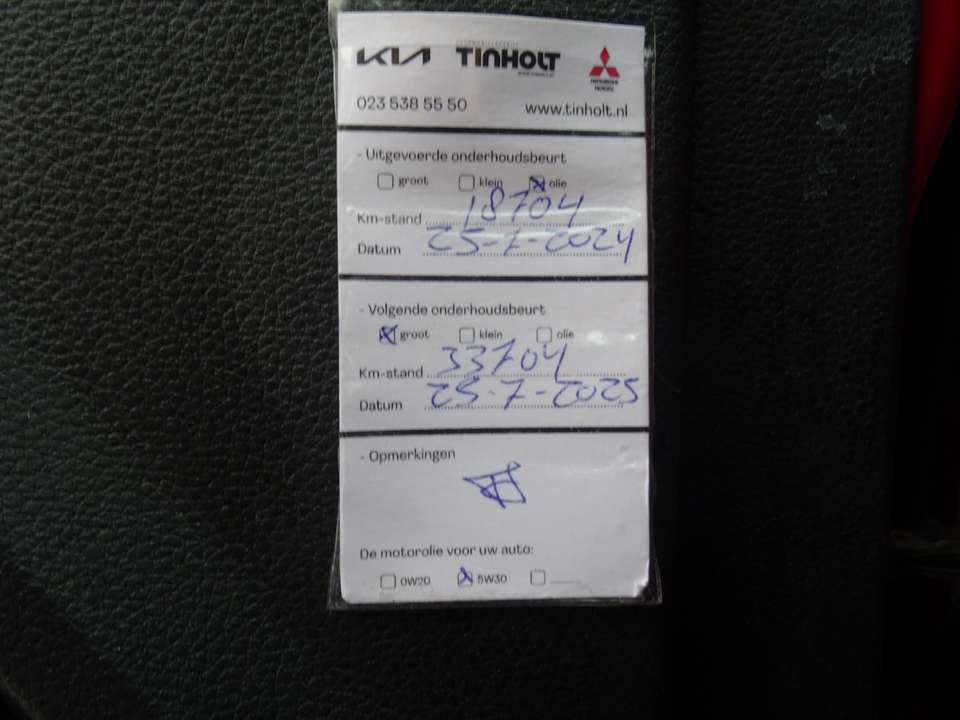 KIA TINHOLT
MITSUBISHI
MOTORS
023 538 55 50 www.tinholt.nl
- Uitgevoerde onderhoudsbeurt
groot klein olie
Km-stand 18704
Datum 25-7-2024
- Volgende onderhoudsbeurt
groot klein olie
Km-stand 33704
Datum 25-7-2025
- Opmerkingen
De motorolie voor uw auto:
0W20 5W30